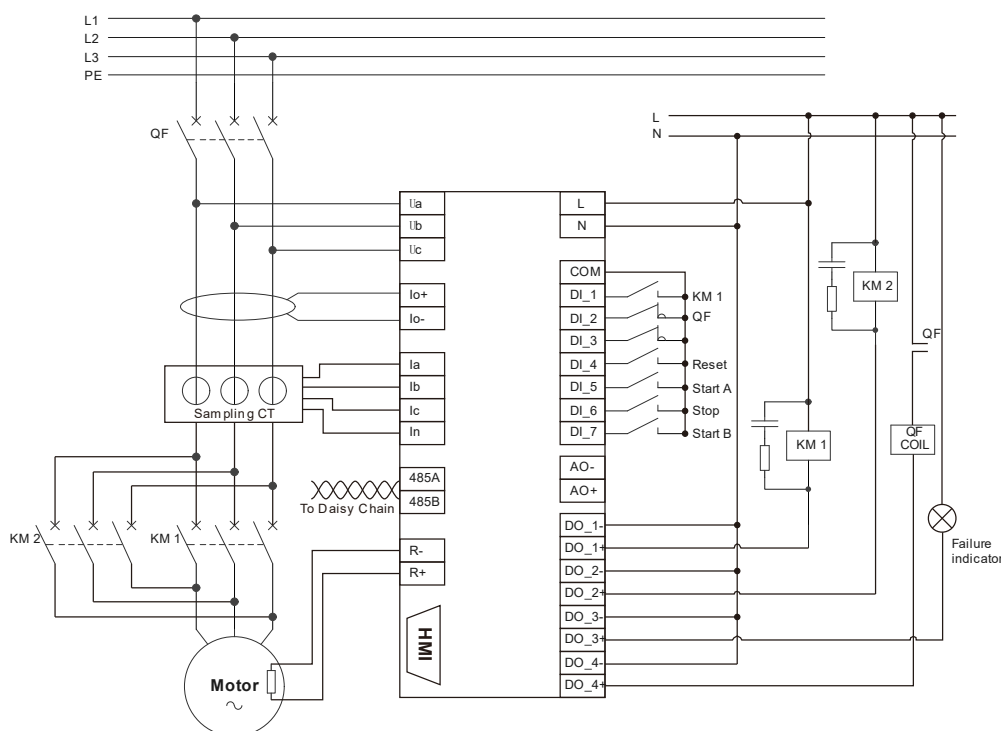 L1
L2
L3
PE
QF
L
N
Ua
Ub
Uc
Io+
Io-
Ia
Ib
Ic
In
Sampling CT
485A
485B
To Daisy Chain
R-
R+
HMI
KM 2
KM 1
Motor
L
N
COM
DI_1
DI_2
DI_3
DI_4
DI_5
DI_6
DI_7
KM 1
QF
Reset
Start A
Stop
Start B
AO-
AO+
DO_1-
DO_1+
DO_2-
DO_2+
DO_3-
DO_3+
DO_4-
DO_4+
KM 2
KM 1
QF
QF
COIL
Failure
indicator